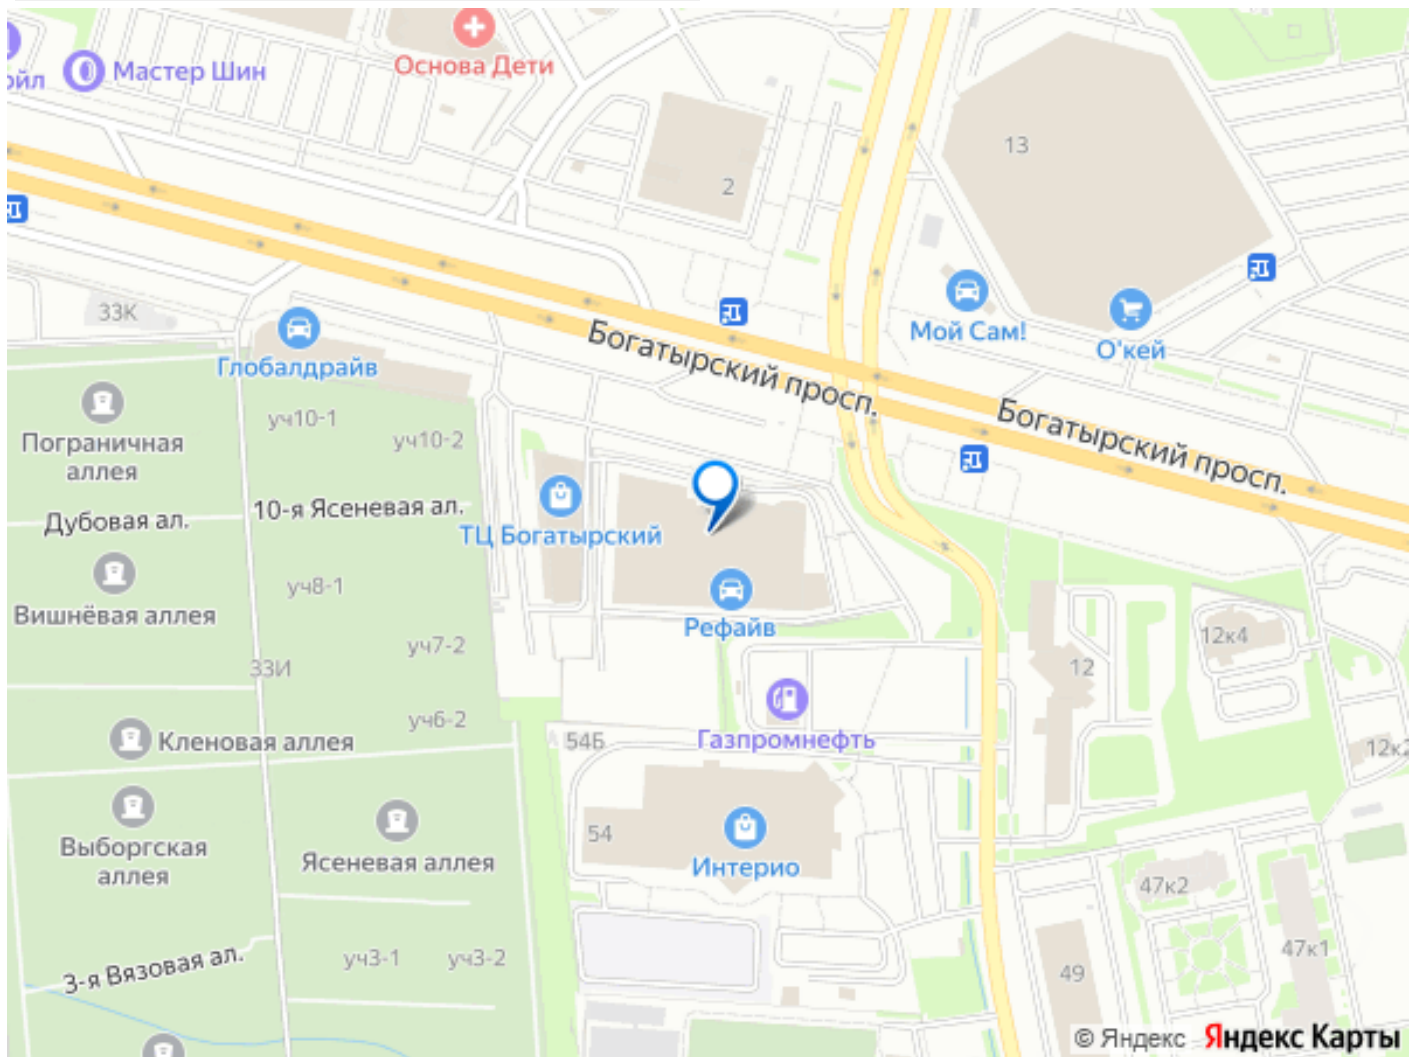 Основа Дети
Мастер Шин
ойл
13
2
33К
Глобалдрайв
Мой Сам!
О'кей
Богатырский просп.
Богатырский просп.
Пограничная
аллея
уч10-1
уч10-2
Дубовая ал.
10-я Ясеневая ал.
ТЦ Богатырский
Вишнёвая аллея
уч8-1
Рефайв
уч7-2
33И
12
12к4
уч6-2
Кленовая аллея
54Б
Газпромнефть
12к2
Выборгская
аллея
Ясеневая аллея
54
Интерио
47к2
47к1
3-я Вязовая ал.
уч3-1
уч3-2
49
© Яндекс Яндекс Карты